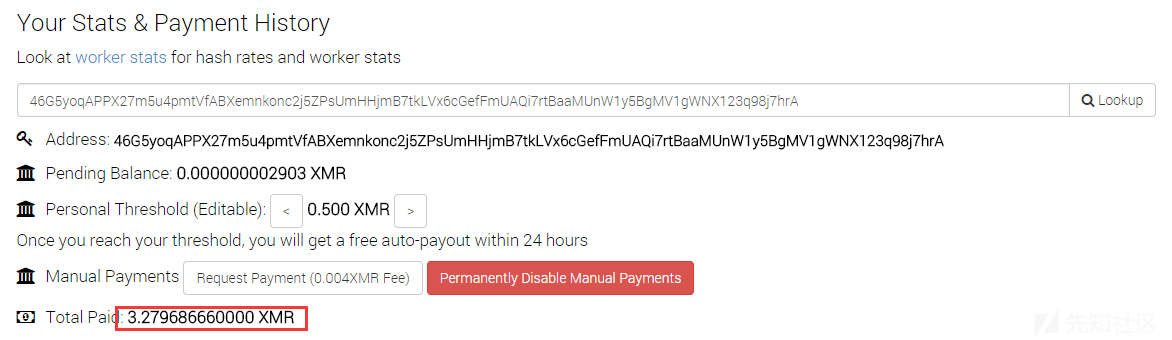 Your Stats & Payment History
Look at worker stats for hash rates and worker stats
46G5yoqAPPX27m5u4pmtVfABXemnkonc2j5ZPsUmHHjmB7tkLVx6cGefFmUAQi7rtBaaMUnW1y5BgMV1gWNX123q98j7hrA Lookup
Address: 46G5yoqAPPX27m5u4pmtVfABXemnkonc2j5ZPsUmHHjmB7tkLVx6cGefFmUAQi7rtBaaMUnW1y5BgMV1gWNX123q98j7hrA
Pending Balance: 0.000000002903 XMR
Personal Threshold (Editable): < 0.500 XMR >
Once you reach your threshold, you will get a free auto-payout within 24 hours
Manual Payments Request Payment (0.004XMR Fee) Permanently Disable Manual Payments
Total Paid: 3.279686660000 XMR
先知社区